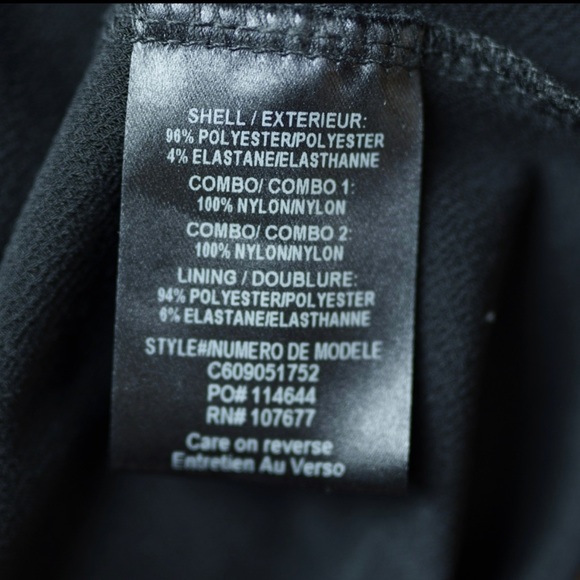 SHELL / EXTERIEUR:
96% POLYESTER/POLYESTER
4% ELASTANE/ELASTHANNE
COMBO/ COMBO 1:
100% NYLON/NYLON
COMBO/ COMBO 2:
100% NYLON/NYLON
LINING / DOUBLURE:
94% POLYESTER/POLYESTER
6% ELASTANE/ELASTHANNE
STYLE#/NUMERO DE MODELE
C609051752
PO# 114644
RN# 107677
Care on reverse
Entretien Au Verso